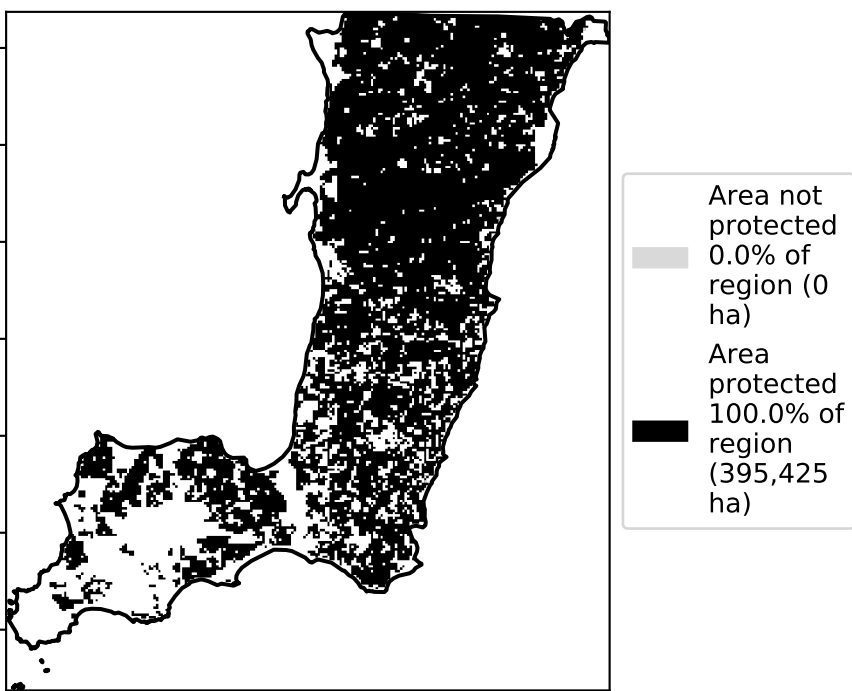 Area not
protected
0.0% of
region (0
ha)
Area
protected
100.0% of
region
(395,425
ha)